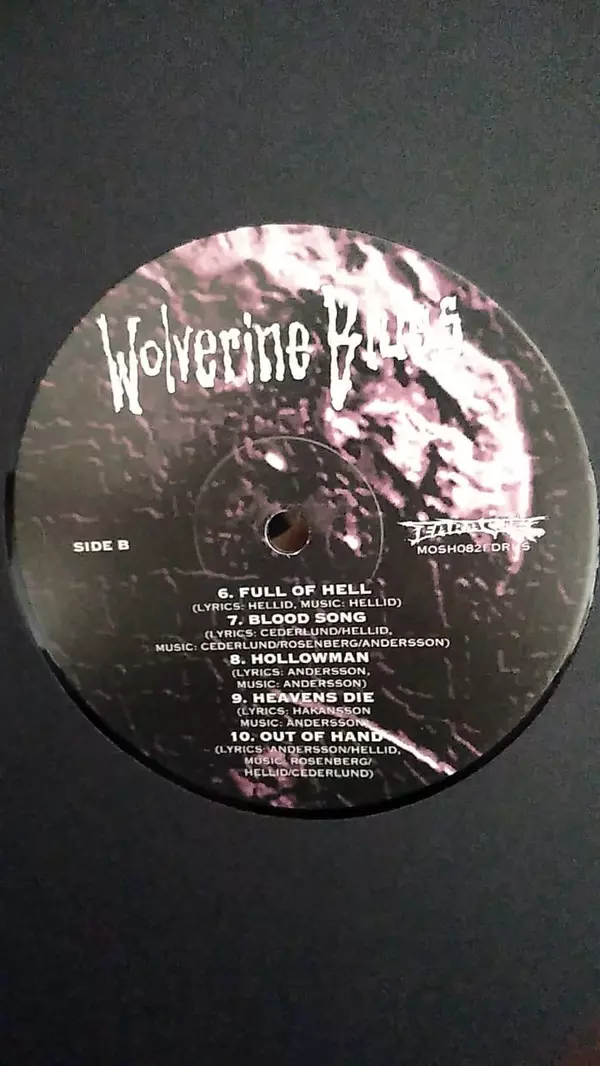 Wolverine Blues
SIDE B
EARACHE
6. FULL OF HELL
(LYRICS: HELLID, MUSIC: HELLID)
7. BLOOD SONG
(LYRICS: CEDERLUND/HELLID,
MUSIC: CEDERLUND/ROSENBERG/ANDERSSON)
8. HOLLOWMAN
(LYRICS: ANDERSSON,
MUSIC: ANDERSSON)
9. HEAVENS DIE
(LYRICS: HAKANSSON
MUSIC: ANDERSSON)
10. OUT OF HAND
(LYRICS: ANDERSSON/HELLID,
MUSIC: ROSENBERG/
HELLID/CEDERLUND)